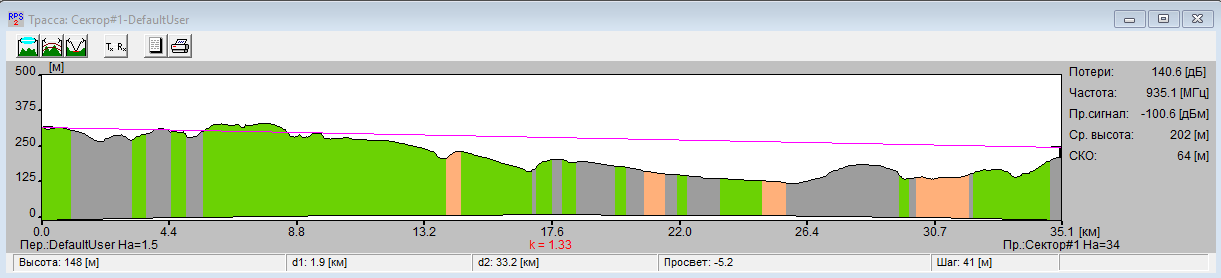 RPS 2 Трасса: Сектор#1-DefaultUser
Tx Rx
[м]
500
375
250
125
0
0.0 4.4 8.8 13.2 17.6 22.0 26.4 30.7 35.1 [км]
Пер.:DefaultUser Ha=1.5 k = 1.33 Пр.:Сектор#1 Ha=34
Потери: 140.6 [дБ]
Частота: 935.1 [МГц]
Пр.сигнал: -100.6 [дБм]
Ср. высота: 202 [м]
СКО: 64 [м]
Высота: 148 [м] d1: 1.9 [км] d2: 33.2 [км] Просвет: -5.2 Шаг: 41 [м]